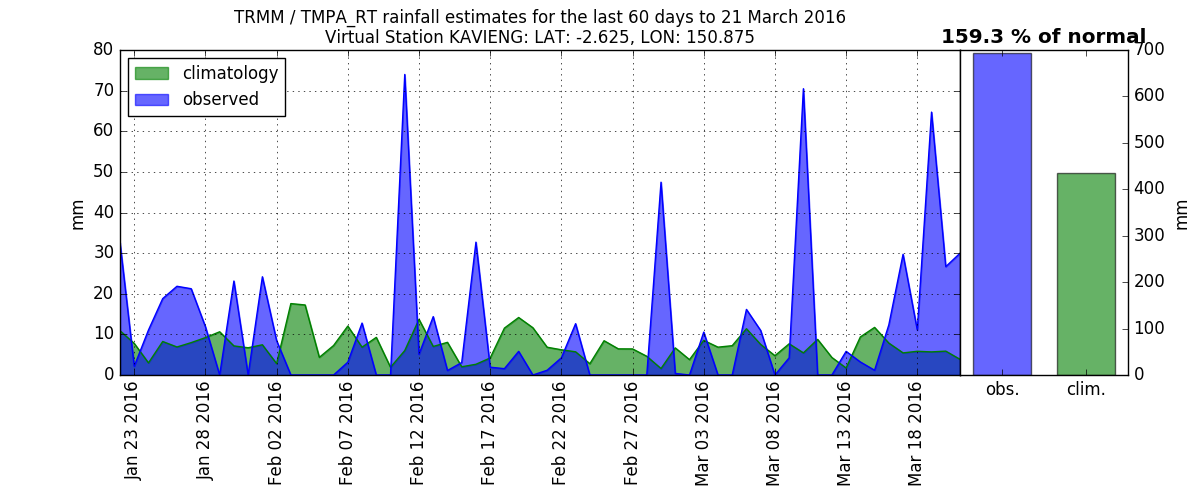 TRMM / TMPA_RT rainfall estimates for the last 60 days to 21 March 2016
Virtual Station KAVIENG: LAT: -2.625, LON: 150.875
159.3 % of normal
climatology
observed
mm
80
70
60
50
40
30
20
10
0
700
600
500
400
300
200
100
0
mm
obs.
clim.
Jan 23 2016
Jan 28 2016
Feb 02 2016
Feb 07 2016
Feb 12 2016
Feb 17 2016
Feb 22 2016
Feb 27 2016
Mar 03 2016
Mar 08 2016
Mar 13 2016
Mar 18 2016